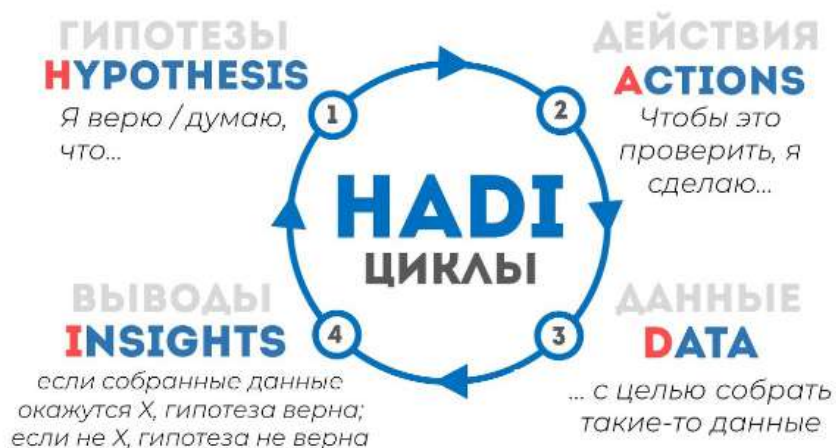 ГИПОТЕЗЫ
HYPOTHESIS
Я верю / думаю,
что...
1
ДЕЙСТВИЯ
ACTIONS
Чтобы это
проверить, я
сделаю...
2
HADI
ЦИКЛЫ
ДАННЫЕ
DATA
... с целью собрать
такие-то данные
3
ВЫВОДЫ
INSIGHTS
если собранные данные
окажутся X, гипотеза верна;
если не X, гипотеза не верна
4